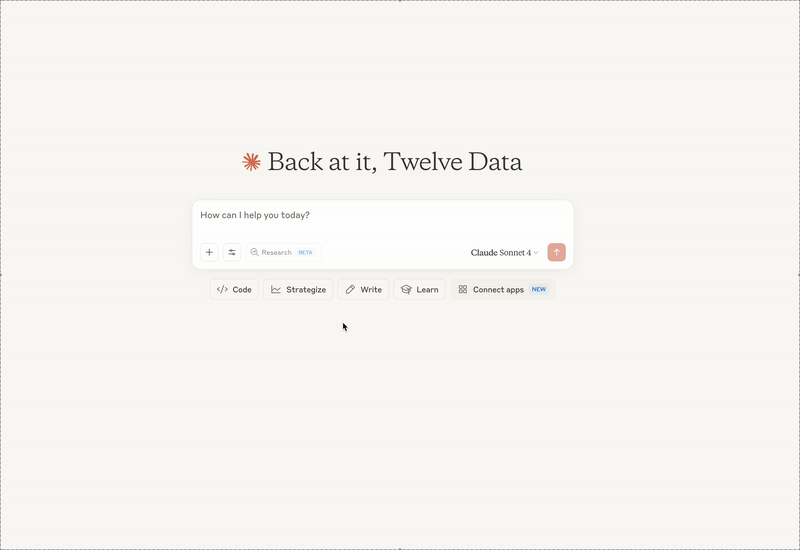 Back at it, Twelve Data
How can I help you today?
Research BETA
Claude Sonnet 4
Code Strategize Write Learn Connect apps NEW